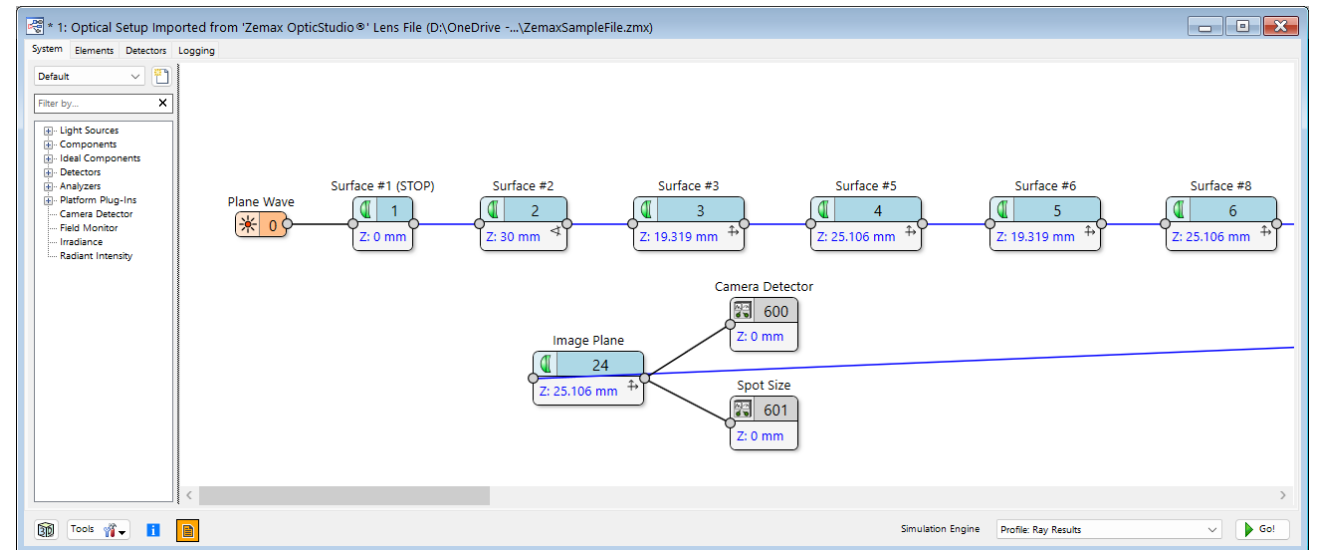 * 1: Optical Setup Imported from 'Zemax OpticStudio®' Lens File (D:\OneDrive -...\ZemaxSampleFile.zmx)
System Elements Detectors Logging
Default
Filter by... X
Light Sources
Components
Ideal Components
Detectors
Analyzers
Platform Plug-Ins
Camera Detector
Field Monitor
Irradiance
Radiant Intensity
Plane Wave
0
Surface #1 (STOP)
1
Z: 0 mm
Surface #2
2
Z: 30 mm
Surface #3
3
Z: 19.319 mm
Surface #5
4
Z: 25.106 mm
Surface #6
5
Z: 19.319 mm
Surface #8
6
Z: 25.106 mm
Camera Detector
600
Z: 0 mm
Image Plane
24
Z: 25.106 mm
Spot Size
601
Z: 0 mm
3D Tools i Simulation Engine Profile: Ray Results Go!